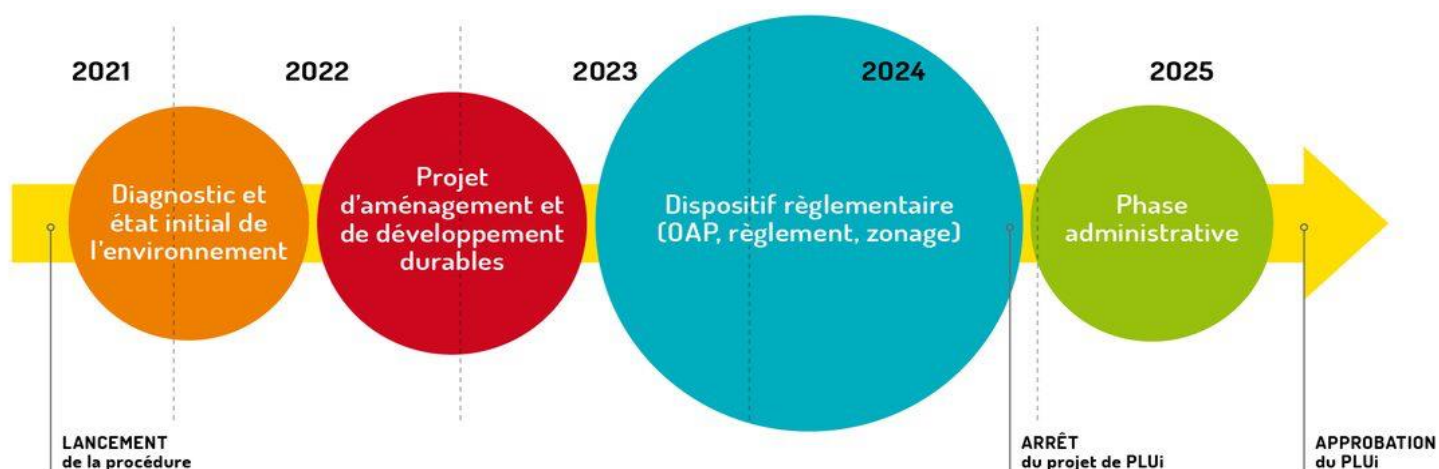 2021
2022
2023
2024
2025
Diagnostic et
état initial de
l'environnement
Projet
d'aménagement et
de développement
durables
Dispositif règlementaire
(OAP, règlement, zonage)
Phase
administrative
LANCEMENT
de la procédure
ARRÊT
du projet de PLUi
APPROBATION
du PLUi